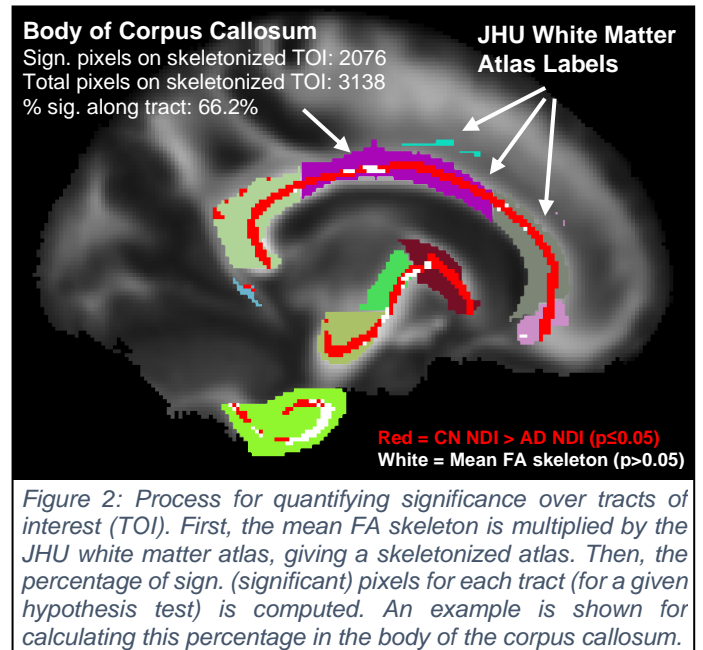 Body of Corpus Callosum
Sign. pixels on skeletonized TOI: 2076
Total pixels on skeletonized TOI: 3138
% sig. along tract: 66.2%
JHU White Matter
Atlas Labels
Red = CN NDI > AD NDI (p≤0.05)
White = Mean FA skeleton (p>0.05)
Figure 2: Process for quantifying significance over tracts of
interest (TOI). First, the mean FA skeleton is multiplied by the
JHU white matter atlas, giving a skeletonized atlas. Then, the
percentage of sign. (significant) pixels for each tract (for a given
hypothesis test) is computed. An example is shown for
calculating this percentage in the body of the corpus callosum.